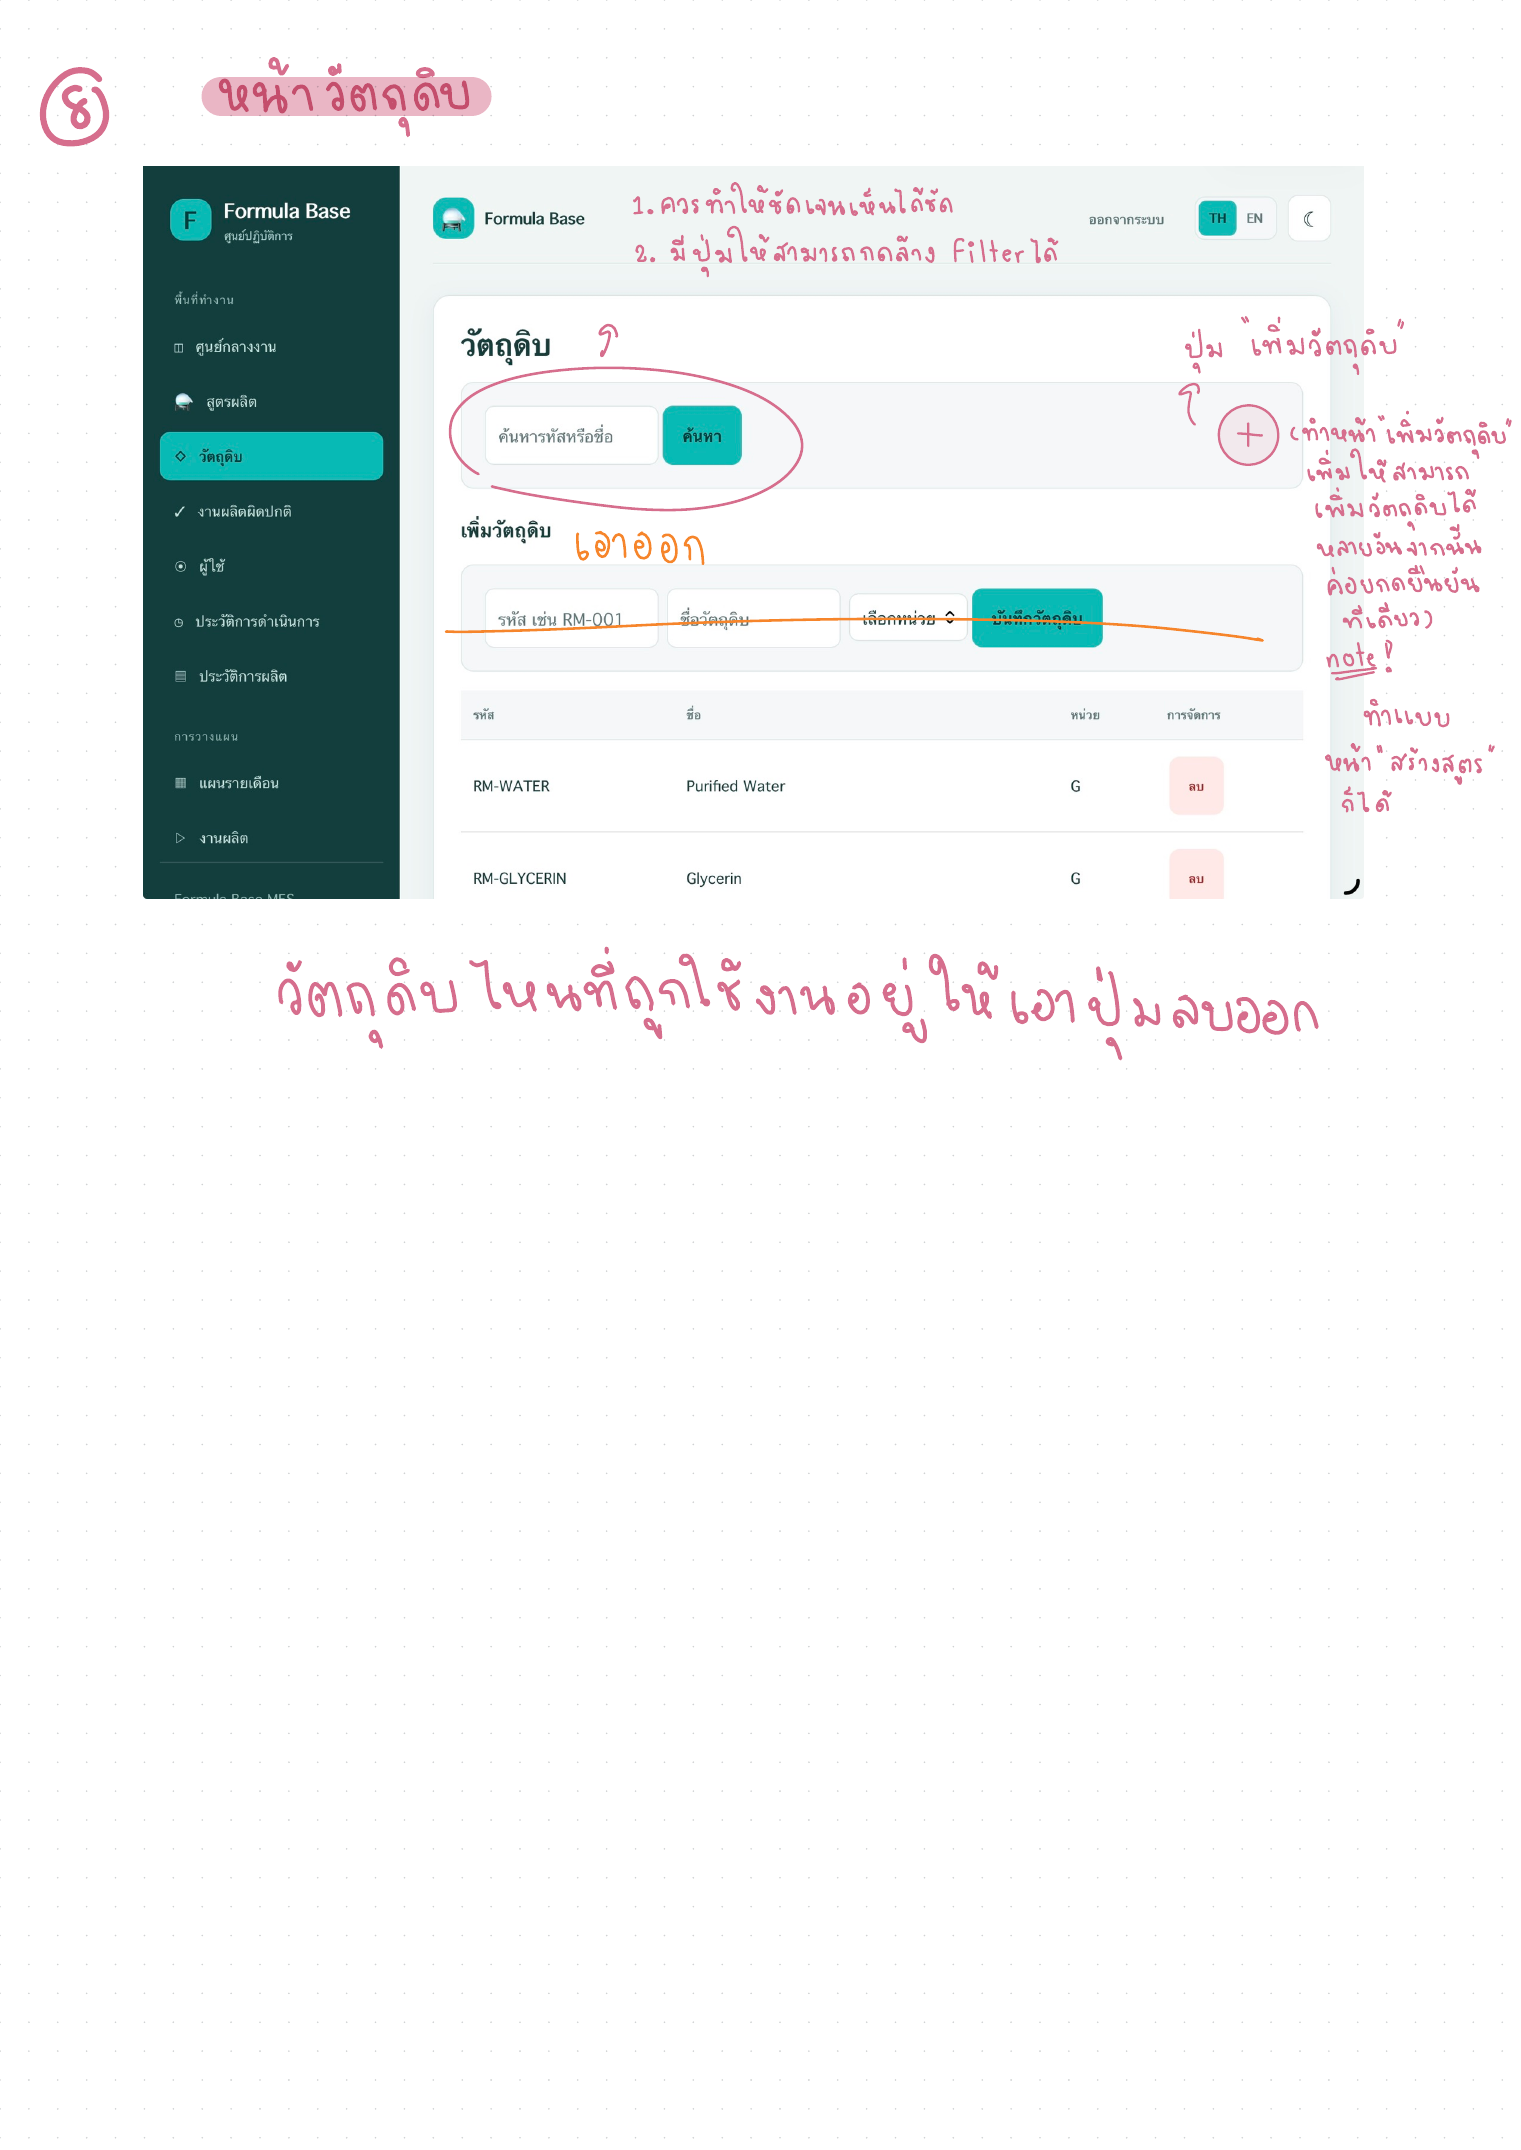 8 หน้าวัตถุดิบ
F Formula Base
ศูนย์ปฏิบัติการ
Formula Base
1. ควรทำให้ชัดเจนเห็นได้ชัด
2. มีปุ่มให้สามารถกดล้าง Filter ได้
ออกจากระบบ TH EN
พื้นที่ทำงาน
ศูนย์กลางงาน
สูตรผลิต
วัตถุดิบ
งานผลิตผิดปกติ
ผู้ใช้
ประวัติการดำเนินการ
ประวัติการผลิต
การวางแผน
แผนรายเดือน
งานผลิต
Formula Base MES
วัตถุดิบ
ปุ่ม "เพิ่มวัตถุดิบ"
ค้นหารหัสหรือชื่อ ค้นหา
+
(ทำหน้า "เพิ่มวัตถุดิบ"
เพิ่มให้สามารถ
เพิ่มวัตถุดิบได้
หลายอันจากนั้น
ค่อยกดยืนยัน
ทีเดียว)
note!
ทำแบบ
หน้า "สร้างสูตร"
ก็ได้
เพิ่มวัตถุดิบ เอาออก
รหัส เช่น RM-001 ชื่อวัตถุดิบ เลือกหน่วย บันทึกวัตถุดิบ
รหัส ชื่อ หน่วย การจัดการ
RM-WATER Purified Water G ลบ
RM-GLYCERIN Glycerin G ลบ
วัตถุดิบไหนที่ถูกใช้งานอยู่ให้เอาปุ่มลบออก